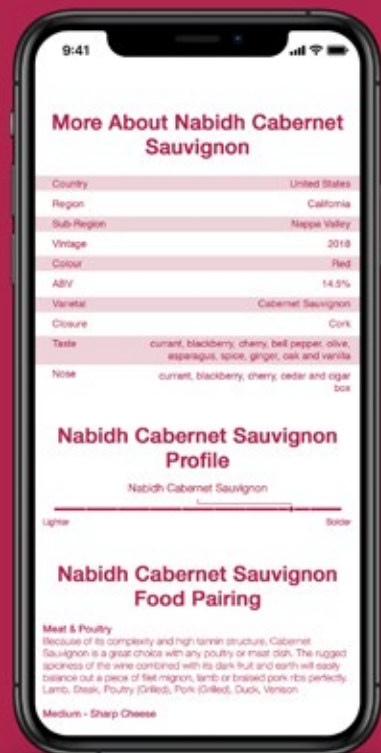 9:41
More About Nabidh Cabernet
Sauvignon
Country United States
Region California
Sub-Region Nappa Valley
Vintage 2018
Colour Red
ABV 14.5%
Varietal Cabernet Sauvignon
Closure Cork
Taste currant, blackberry, cherry, bell pepper, olive,
asparagus, spice, ginger, oak and vanilla
Nose currant, blackberry, cherry, cedar and cigar
box
Nabidh Cabernet Sauvignon
Profile
Nabidh Cabernet Sauvignon
Lighter Bolder
Nabidh Cabernet Sauvignon
Food Pairing
Meat & Poultry
Because of its complexity and high tannin structure, Cabernet
Sauvignon is a great choice with any poultry or meat dish. The rugged
spiciness of the wine combined with its dark fruit and earth will easily
balance out a piece of filet mignon, lamb or braised pork ribs perfectly.
Lamb, Steak, Poultry (Grilled), Pork (Grilled), Duck, Venison
Medium - Sharp Cheese